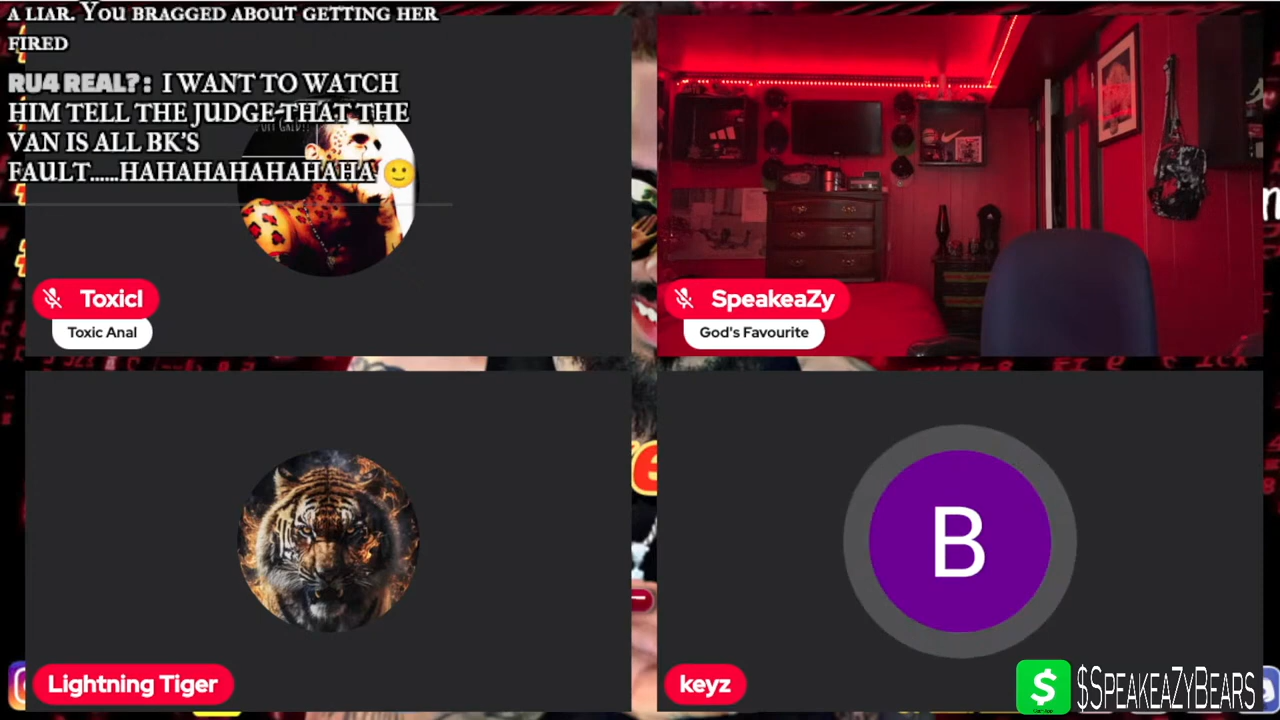 A LIAR. YOU BRAGGED ABOUT GETTING HER
FIRED
RU4 REAL? : I WANT TO WATCH
HIM TELL THE JUDGE THAT THE
VAN IS ALL BK'S
FAULT......HAHAHAHAHAHAHA 🙂
Toxicl
Toxic Anal
SpeakeaZy
God's Favourite
Lightning Tiger
B
keyz
$SPEAKEAZYBEARS